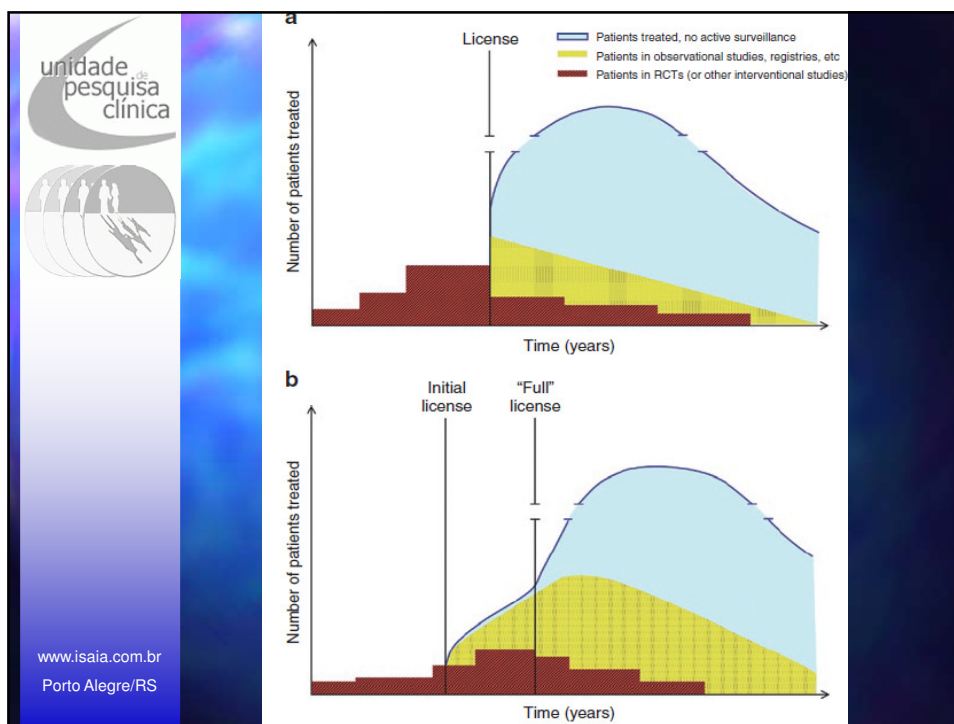 unidade
de
pesquisa
clínica
www.isaia.com.br
Porto Alegre/RS
a
License
Patients treated, no active surveillance
Patients in observational studies, registries, etc
Patients in RCTs (or other interventional studies)
Number of patients treated
Time (years)
b
Initial
license
“Full”
license
Number of patients treated
Time (years)